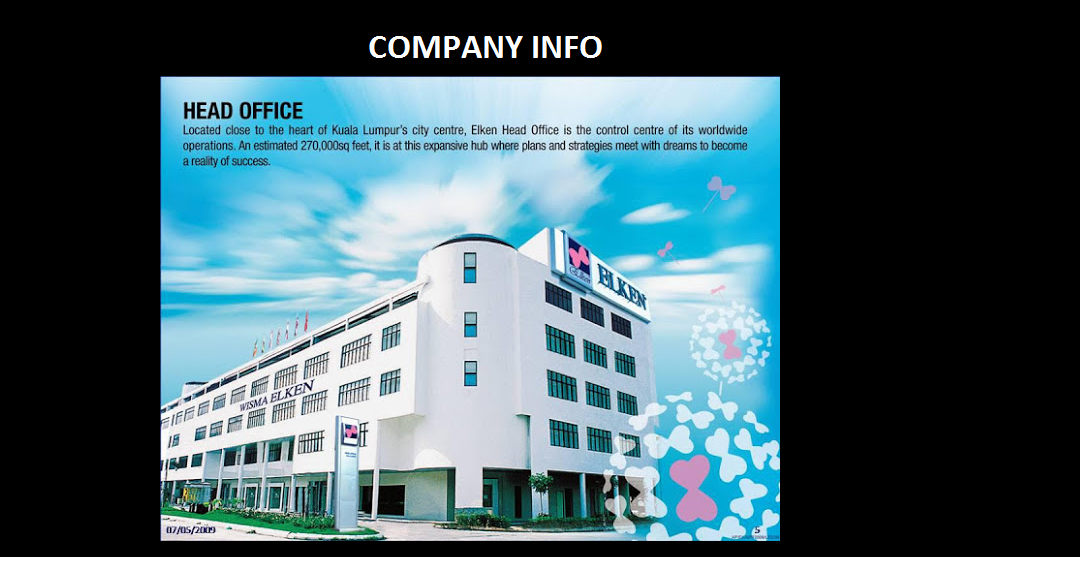 COMPANY INFO
HEAD OFFICE
Located close to the heart of Kuala Lumpur's city centre, Elken Head Office is the control centre of its worldwide
operations. An estimated 270,000sq feet, it is at this expansive hub where plans and strategies meet with dreams to become
a reality of success.
ELKEN
WISMA ELKEN
07/05/2009
5